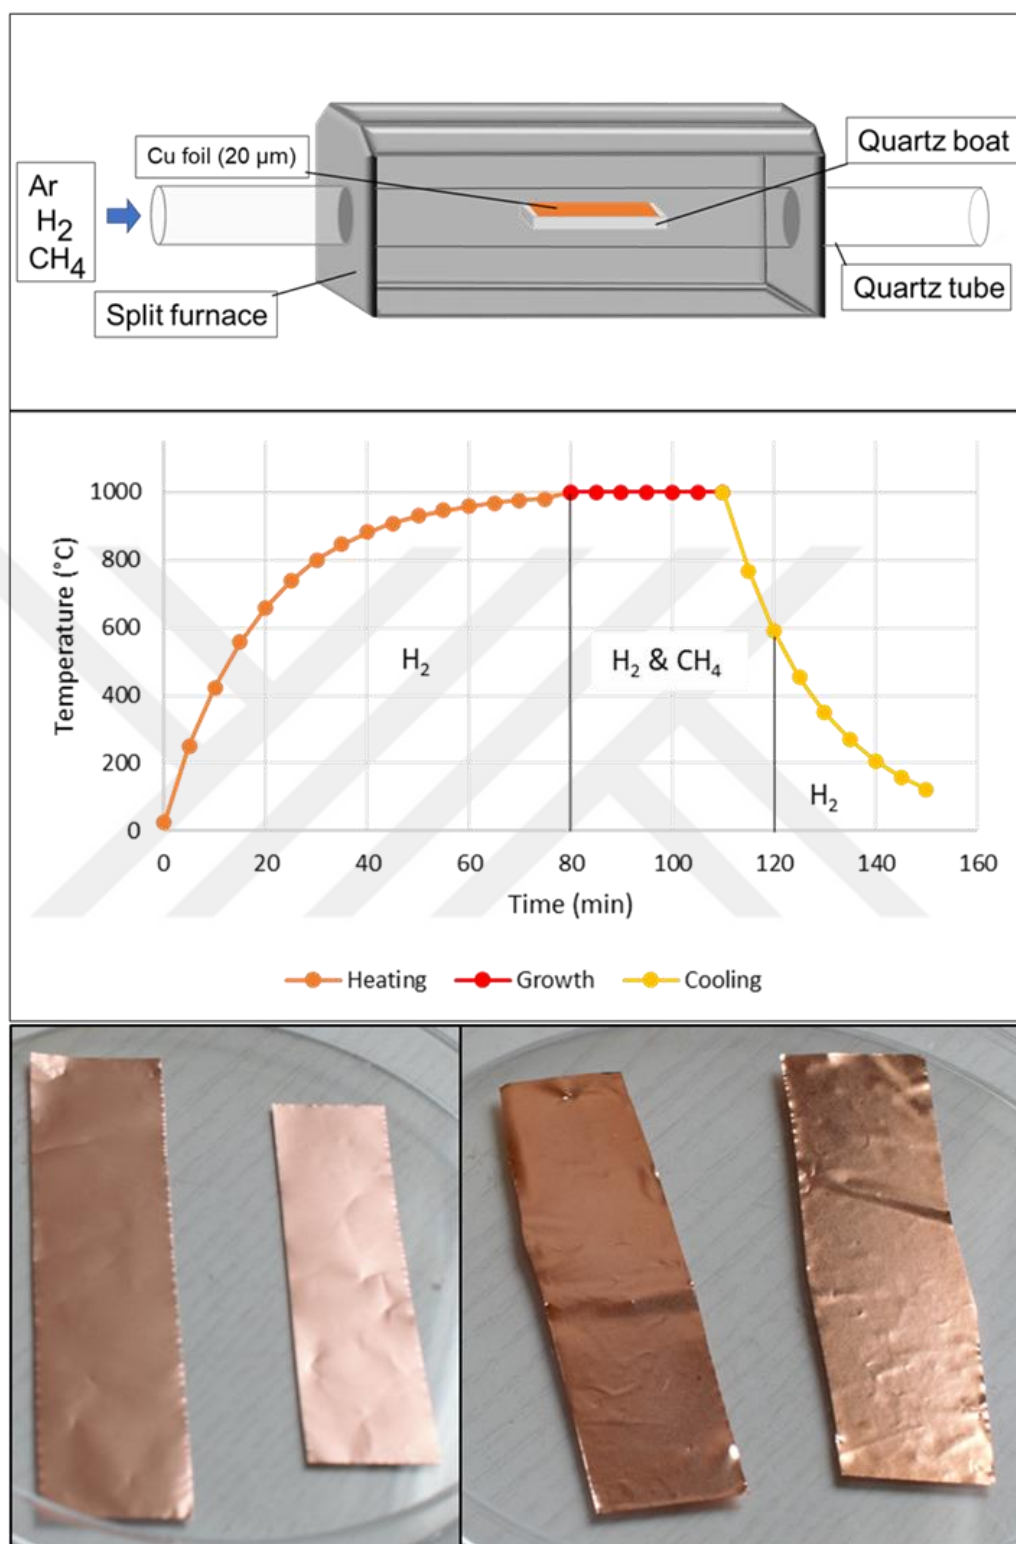 Ar
H2
CH4
Cu foil (20 µm)
Quartz boat
Split furnace
Quartz tube
Temperature (°C)
1000
800
600
400
200
0
H2
H2 & CH4
H2
0 20 40 60 80 100 120 140 160
Time (min)
Heating Growth Cooling